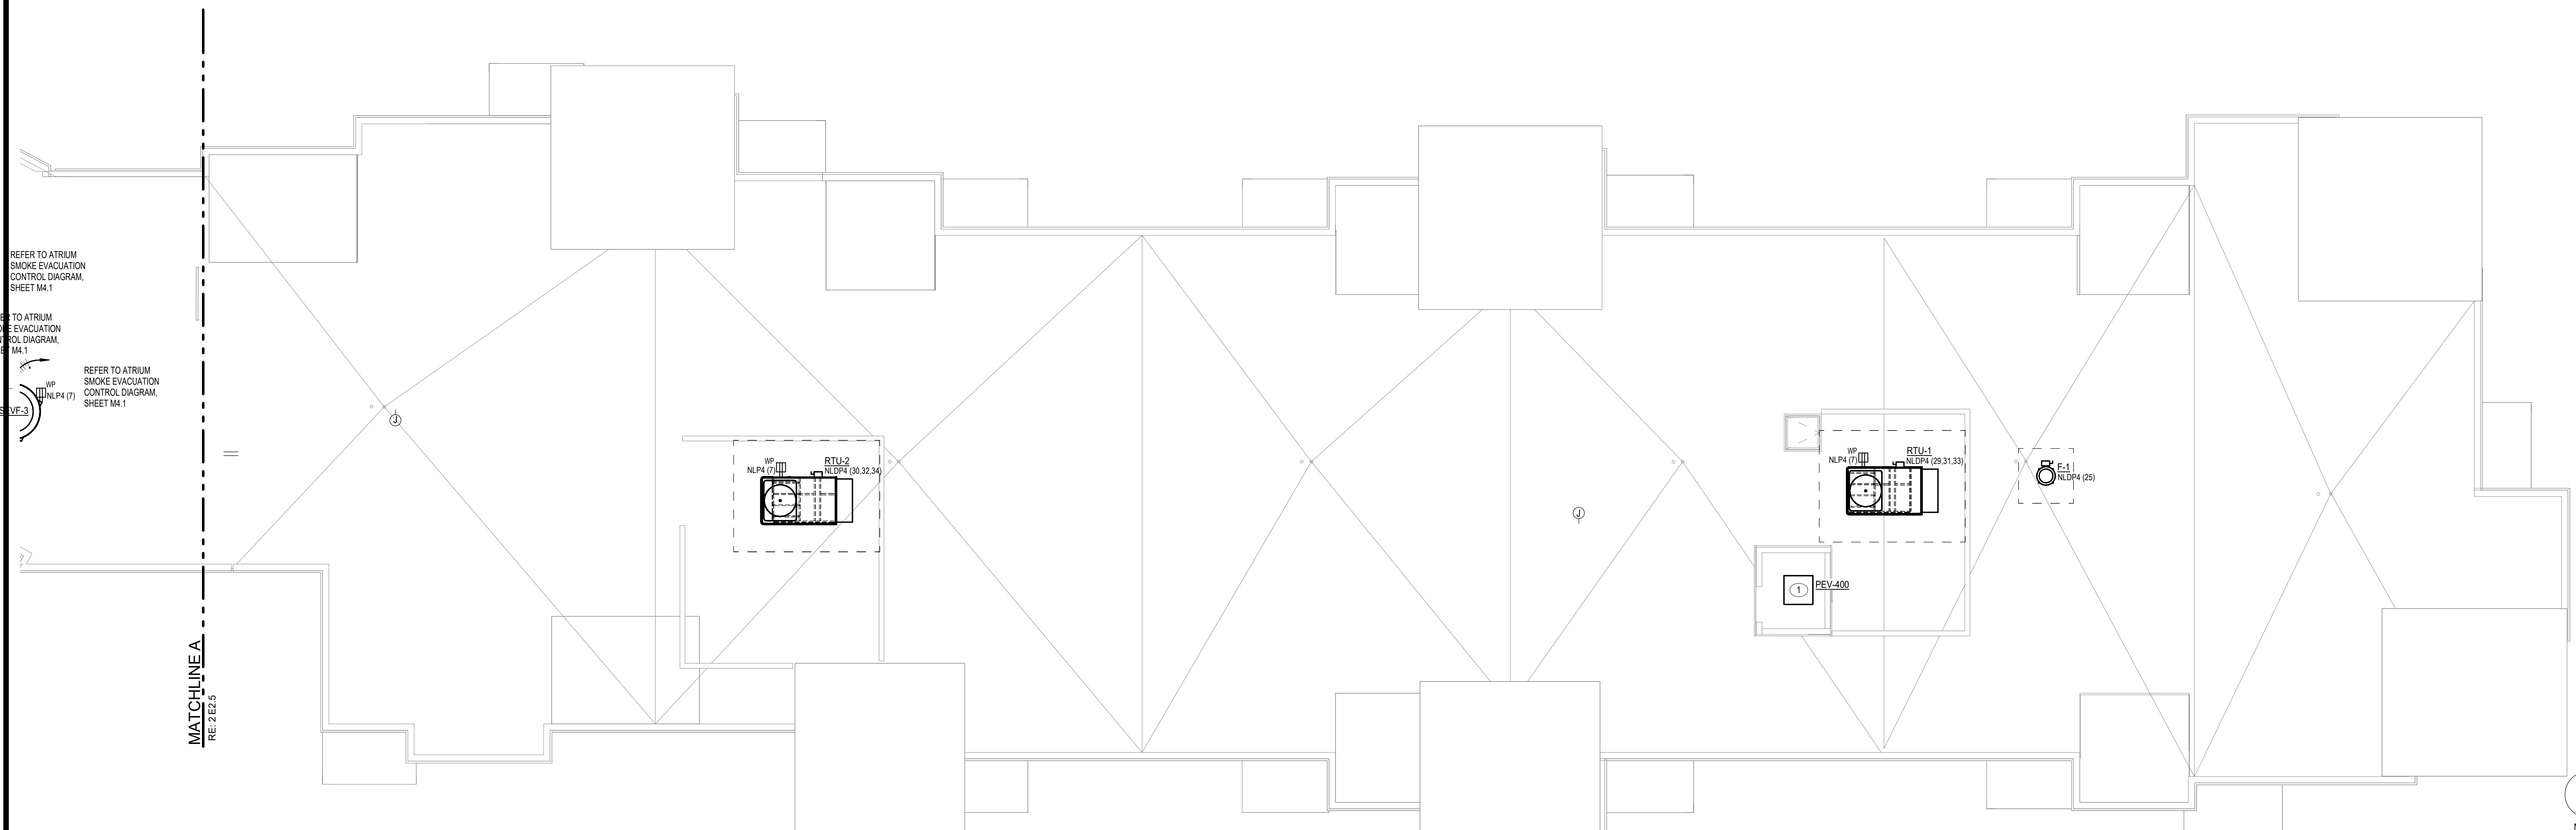 REFER TO ATRIUM
SMOKE EVACUATION
CONTROL DIAGRAM,
SHEET M4.1
TO ATRIUM
EVACUATION
DIAGRAM,
M4.1
REFER TO ATRIUM
SMOKE EVACUATION
CONTROL DIAGRAM,
SHEET M4.1
WP
NLP4 (7)
VF-3
MATCHLINE A
RE: 2 E2.5
J
WP
NLP4 (7)
RTU-2
NLDP4 (30,32,34)
J
WP
NLP4 (7)
RTU-1
NLDP4 (29,31,33)
F-1
NLDP4 (25)
1
PEV-400